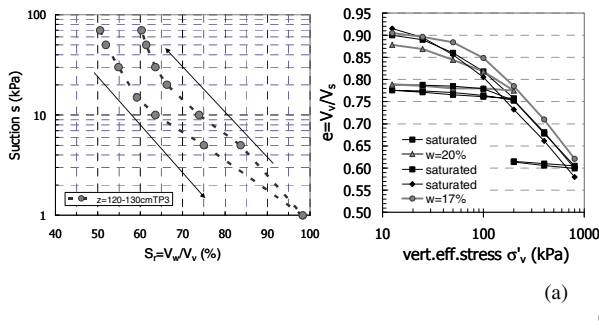 100
10
1
Suction s (kPa)
z=120-130cmTP3
40 50 60 70 80 90 100
Sr=Vw/Vv (%)
0.95
0.90
0.85
0.80
0.75
0.70
0.65
0.60
0.55
0.50
e=Vv/Vs
saturated
w=20%
saturated
saturated
w=17%
10 100 1000
vert.eff.stress σ'v (kPa)
(a)